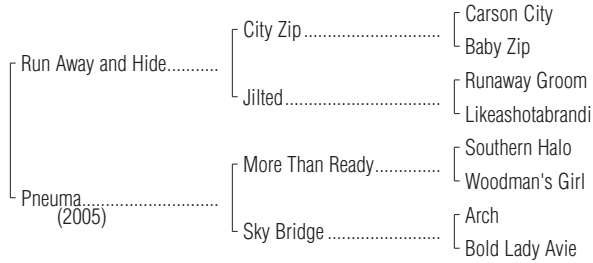 Carson City
City Zip
Baby Zip
Run Away and Hide
Runaway Groom
Jilted
Likeashotabrandi
Southern Halo
More Than Ready
Woodman's Girl
Pneuma
(2005)
Arch
Sky Bridge
Bold Lady Avie